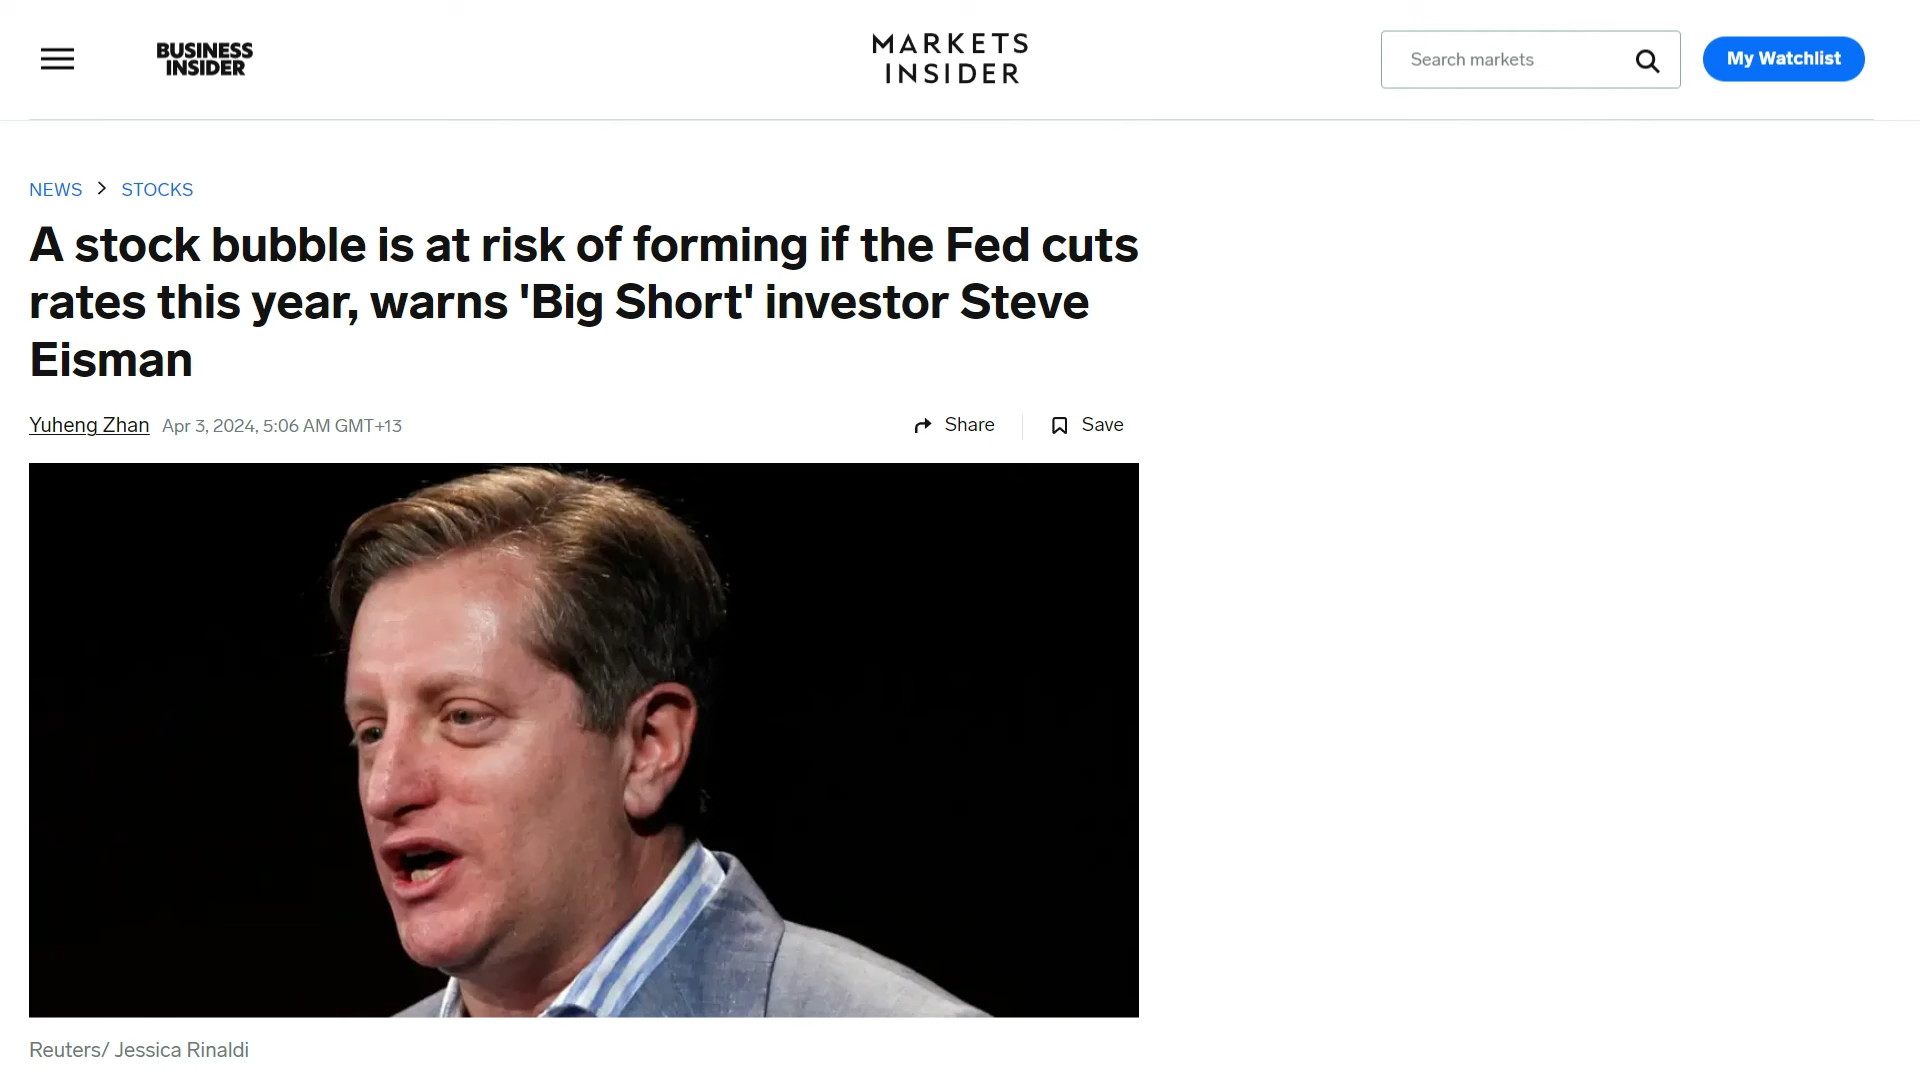 BUSINESS
INSIDER
MARKETS
INSIDER
Search markets
My Watchlist
NEWS > STOCKS
A stock bubble is at risk of forming if the Fed cuts
rates this year, warns 'Big Short' investor Steve
Eisman
Yuheng Zhan Apr 3, 2024, 5:06 AM GMT+13
Share
Save
Reuters/ Jessica Rinaldi